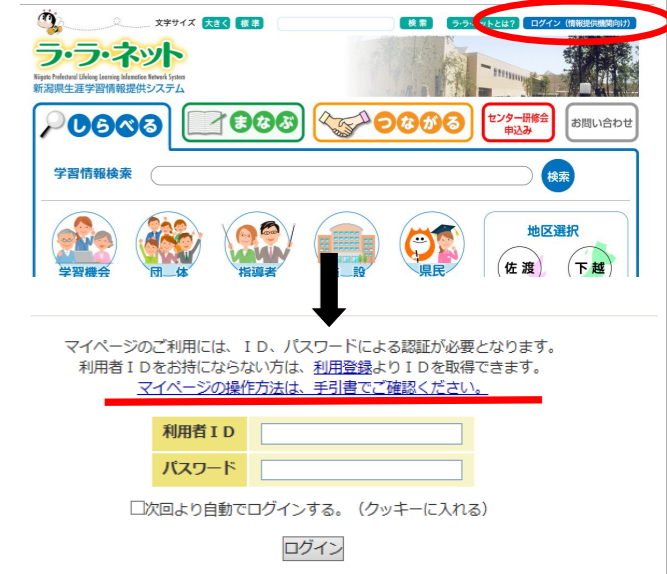 文字サイズ 大きく 標準 検索 ラ・ラ・ネットとは? ログイン（情報提供機関向け）
ラ・ラ・ネット
Niigata Prefectural Lifelong Learning Information Network System
新潟県生涯学習情報提供システム
しらべる まなぶ つながる センター研修会 申込み お問い合わせ
学習情報検索 検索
地区選択
学習機会 団体 指導者 施設 県民 佐渡 下越
マイページのご利用には、ＩＤ、パスワードによる認証が必要となります。
利用者ＩＤをお持にならない方は、利用登録よりＩＤを取得できます。
マイページの操作方法は、手引書でご確認ください。
利用者ＩＤ
パスワード
次回より自動でログインする。（クッキーに入れる）
ログイン